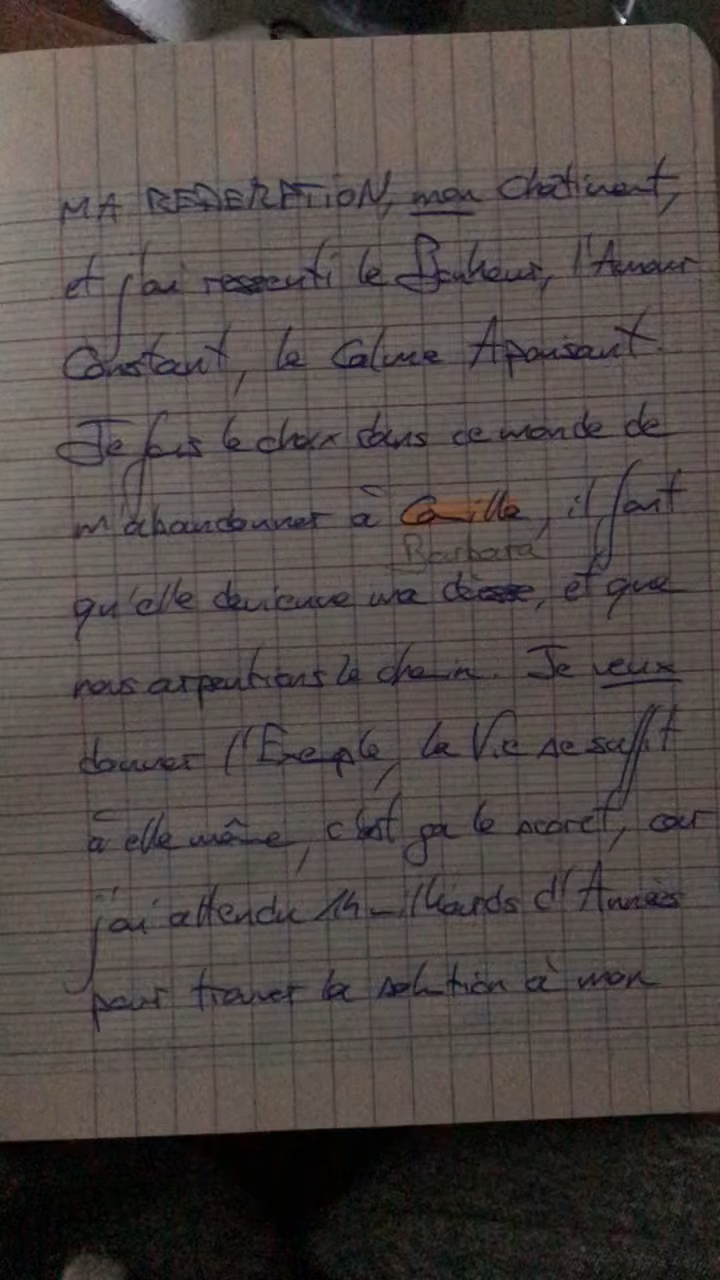 MA REDEMPTION, mon Châtiment,
et j'ai ressenti le Bonheur, l'Amour
Constant, le Calme Apaisant.
Je fais le choix dans ce monde de
m'abandonner à Camille, il faut
Barbara
qu'elle devienne ma déesse, et que
nous arpentions le chemin. Je veux
donner l'Exemple, la Vie se suffit
à elle même, c'est ça le secret, car
j'ai attendu 14 milliards d'Années
pour trouver la solution à mon